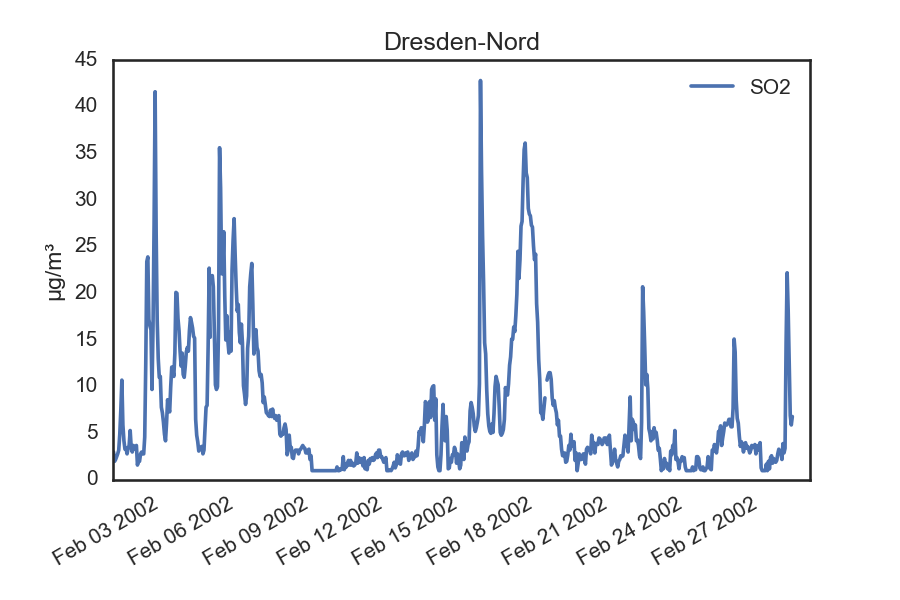 Dresden-Nord
45
40
35
30
25
20
15
10
5
0
µg/m³
SO2
Feb 03 2002
Feb 06 2002
Feb 09 2002
Feb 12 2002
Feb 15 2002
Feb 18 2002
Feb 21 2002
Feb 24 2002
Feb 27 2002